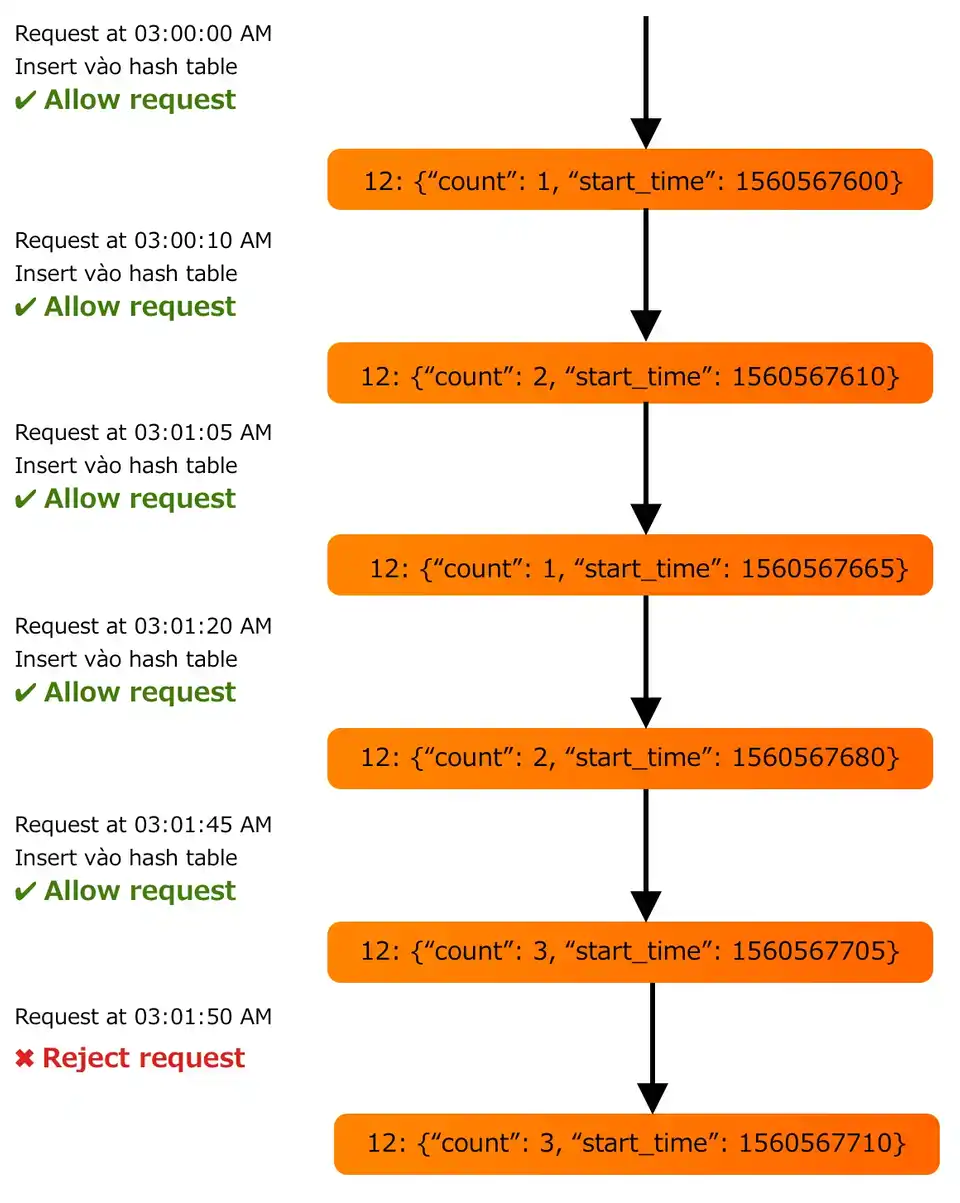 Request at 03:00:00 AM
Insert vào hash table
✔ Allow request
12: {“count”: 1, “start_time”: 1560567600}
Request at 03:00:10 AM
Insert vào hash table
✔ Allow request
12: {“count”: 2, “start_time”: 1560567610}
Request at 03:01:05 AM
Insert vào hash table
✔ Allow request
12: {“count”: 1, “start_time”: 1560567665}
Request at 03:01:20 AM
Insert vào hash table
✔ Allow request
12: {“count”: 2, “start_time”: 1560567680}
Request at 03:01:45 AM
Insert vào hash table
✔ Allow request
12: {“count”: 3, “start_time”: 1560567705}
Request at 03:01:50 AM
✖ Reject request
12: {“count”: 3, “start_time”: 1560567710}